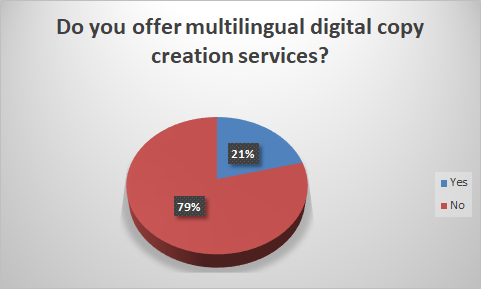 Do you offer multilingual digital copy
creation services?
21%
79%
Yes
No